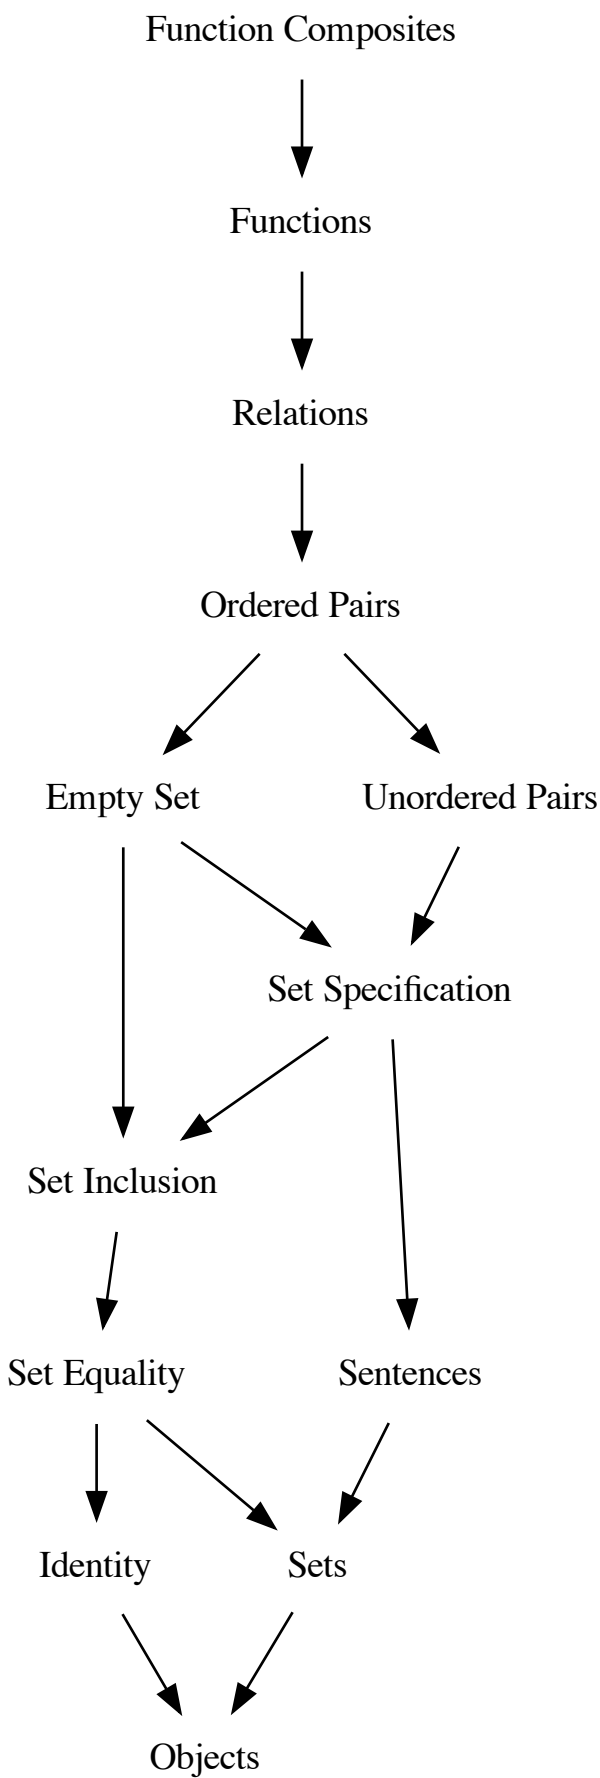 Function Composites
Functions
Relations
Ordered Pairs
Empty Set
Unordered Pairs
Set Specification
Set Inclusion
Set Equality
Sentences
Identity
Sets
Objects